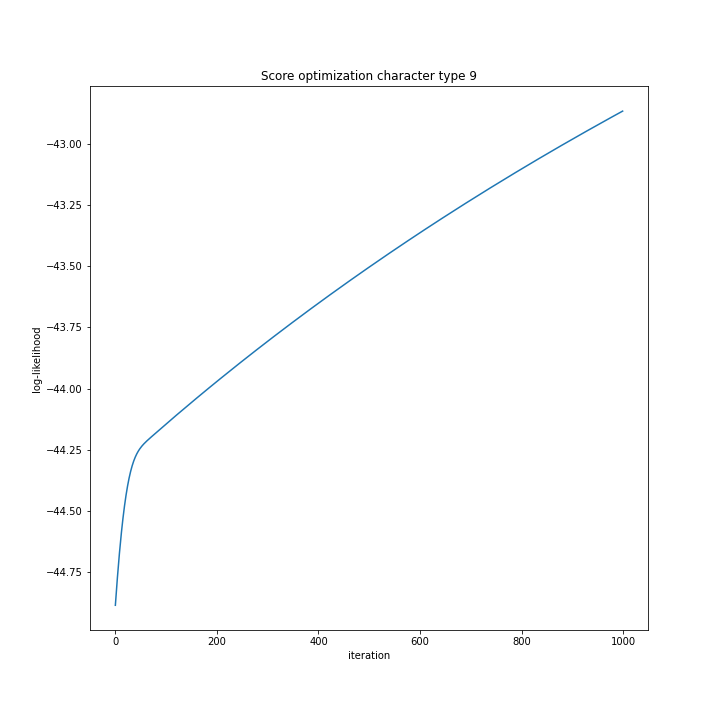 Score optimization character type 9
log-likelihood
−43.00
−43.25
−43.50
−43.75
−44.00
−44.25
−44.50
−44.75
0 200 400 600 800 1000
iteration